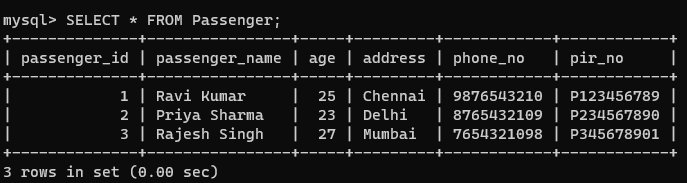 mysql> SELECT * FROM Passenger;
+--------------+----------------+-----+---------+------------+------------+
| passenger_id | passenger_name | age | address | phone_no   | pir_no     |
+--------------+----------------+-----+---------+------------+------------+
|            1 | Ravi Kumar     |  25 | Chennai | 9876543210 | P123456789 |
|            2 | Priya Sharma   |  23 | Delhi   | 8765432109 | P234567890 |
|            3 | Rajesh Singh   |  27 | Mumbai  | 7654321098 | P345678901 |
+--------------+----------------+-----+---------+------------+------------+
3 rows in set (0.00 sec)